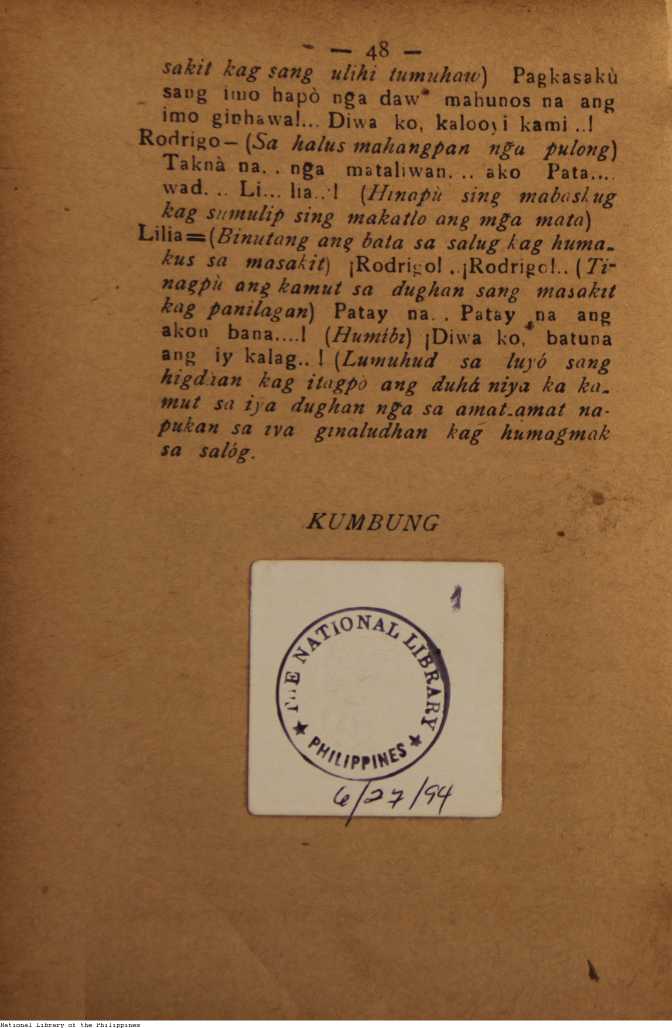 — 48 —
sakit kag sang ulihi tumuhaw) Pagkasakù
sang imo hapò nga daw mahunos na ang
imo ginhawa!... Diwa ko, kalooyi kami ..!
Rodrigo— (Sa halus mahangpan nga pulong)
Taknà na. . nga mataliwan. . . ako Pata....
wad. . . Li... lia..! (Hinapù sing mabaskug
kag sumulip sing makatlo ang mga mata)
Lilia=(Binutang ang bata sa salug kag huma-
kus sa masakit) ¡Rodrigo! . ¡Rodrigo!.. (Ti-
nagpù ang kamut sa dughan sang masakit
kag panilagan) Patay na. . Patay na ang
akon bana....! (Humíbi) ¡Diwa ko, batuna
ang iy kalag.. ! (Lumuhud sa luyó sang
higdaan kag itagpo ang duhá niya ka ka-
mut sa iya dughan nga sa amat-amat na-
pukan sa iya ginaludhan kag humagmak
sa salóg.
KUMBUNG
1
THE NATIONAL LIBRARY
★ PHILIPPINES ★
6/27/94
National Library of the Philippines